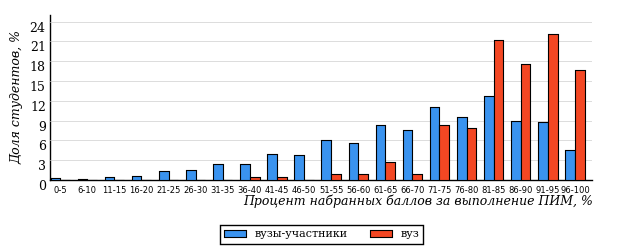 Доля студентов, %
24
21
18
15
12
9
6
3
0
0-5 6-10 11-15 16-20 21-25 26-30 31-35 36-40 41-45 46-50 51-55 56-60 61-65 66-70 71-75 76-80 81-85 86-90 91-95 96-100
Процент набранных баллов за выполнение ПИМ, %
вузы-участники вуз